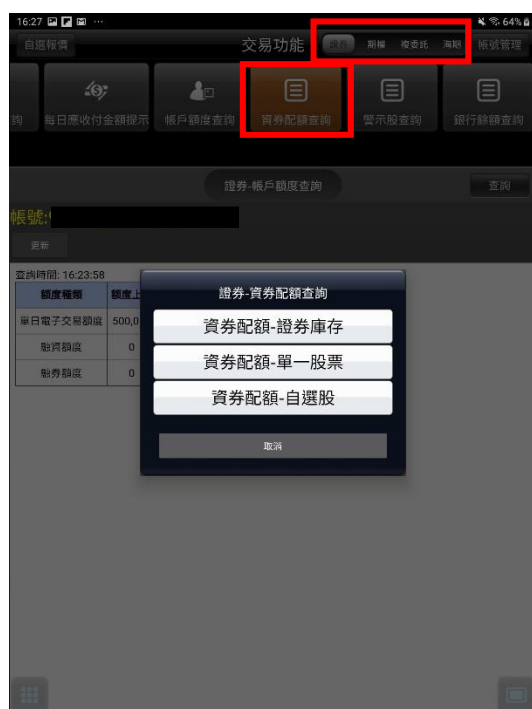 16:27 ··· 64%
自選報價 交易功能 證券 期權 複委託 海期 帳號管理
詢 每日應收付金額提示 帳戶額度查詢 資券配額查詢 警示股查詢 銀行餘額查詢
證券-帳戶額度查詢 查詢
帳號:
更新
查詢時間: 16:23:58
額度種類 額度上
單日電子交易額度 500,0
融資額度 0
融券額度 0
證券-資券配額查詢
資券配額-證券庫存
資券配額-單一股票
資券配額-自選股
取消